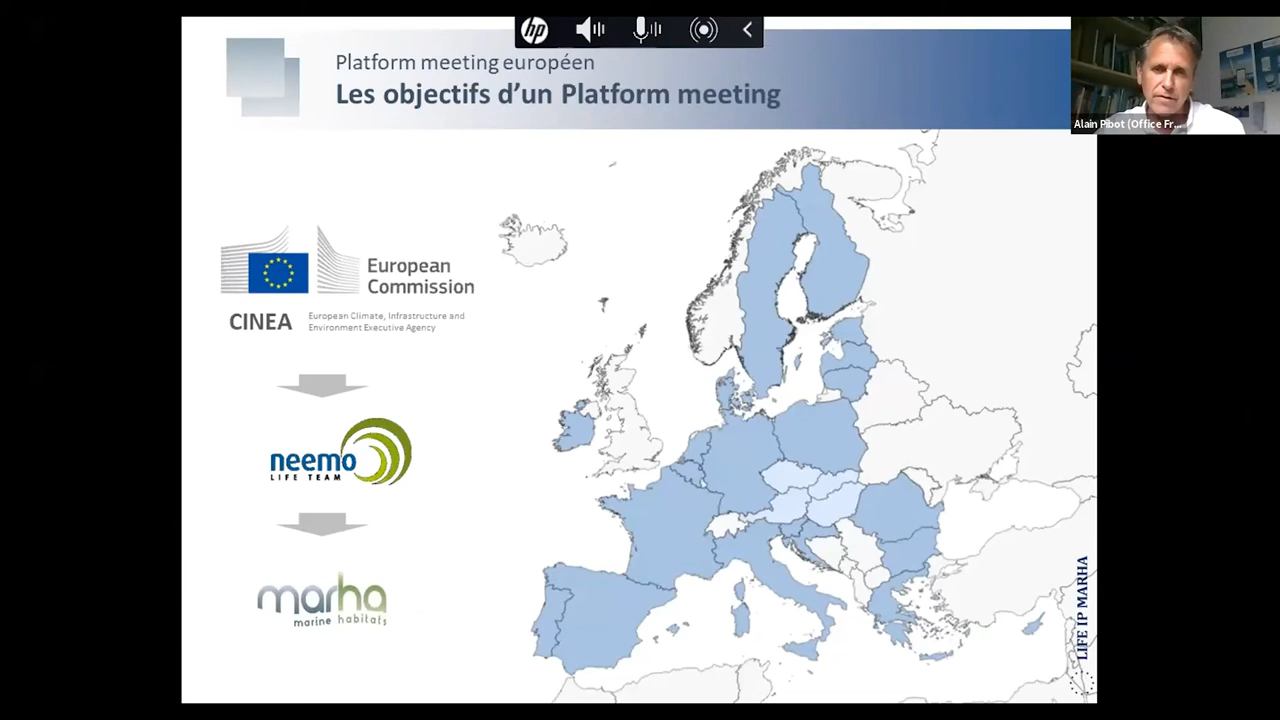 hp
Platform meeting européen
Les objectifs d'un Platform meeting
Alain Pibot (Office Fr...
European
Commission
CINEA
European Climate, Infrastructure and
Environment Executive Agency
neemo
LIFE TEAM
marha
marine habitats
LIFE IP MARHA